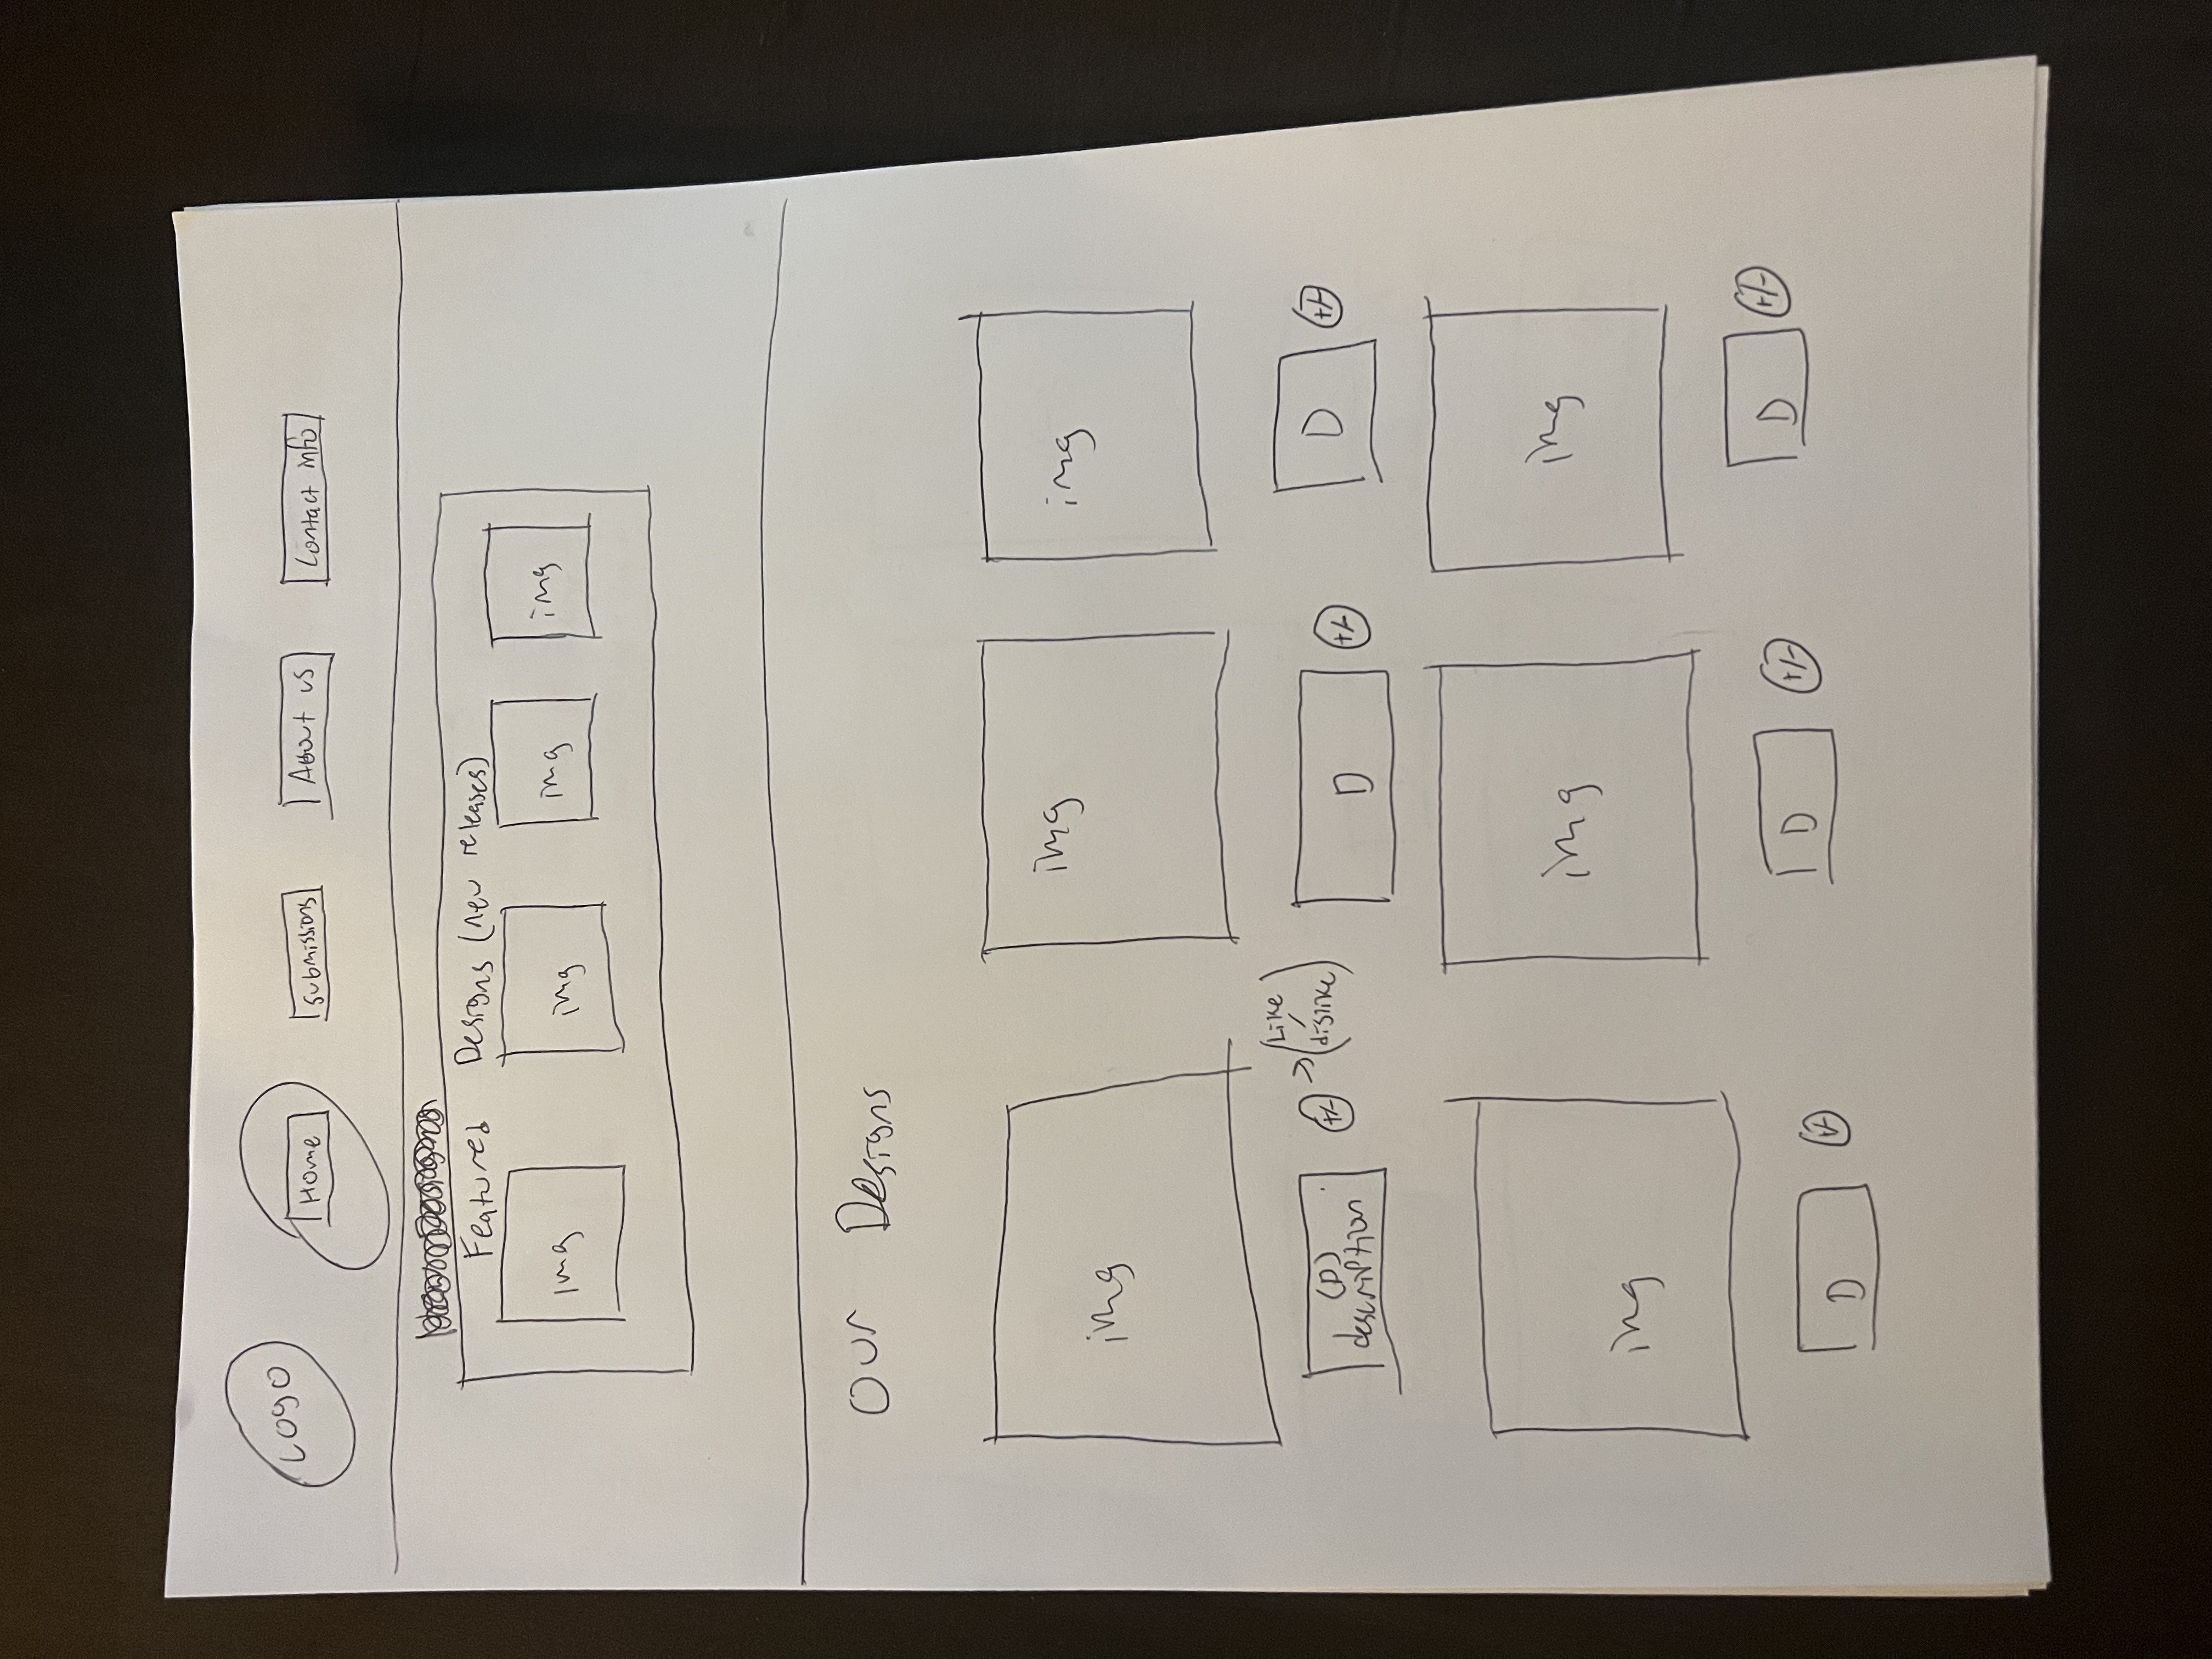 Logo
Home
Submissions
About us
Contact info
Featured Designs (new releases)
img
img
img
img
Our Designs
img
img
img
(D)
description
+/-
(Like
/
dislike)
D
+/-
D
+/-
img
img
img
D
+/-
D
+/-
D
+/-